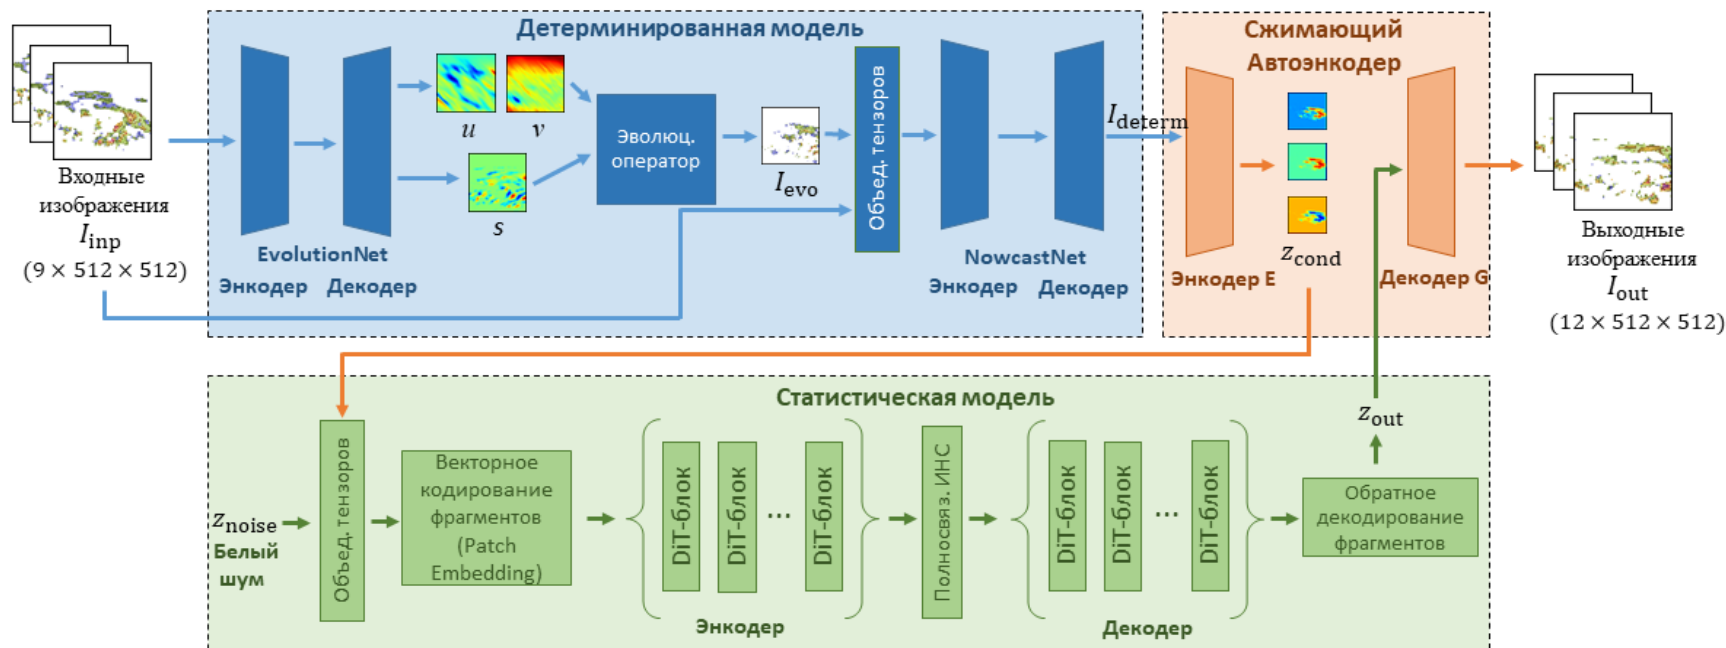 Детерминированная модель
Сжимающий
Автоэнкодер
Входные
изображения
I_inp
(9 × 512 × 512)
u
v
s
EvolutionNet
Энкодер
Декодер
Эволюц.
оператор
I_evo
Объед. тензоров
NowcastNet
Энкодер
Декодер
I_determ
z_cond
Энкодер E
Декодер G
Выходные
изображения
I_out
(12 × 512 × 512)
Статистическая модель
z_noise
Белый
шум
Объед. тензоров
Векторное
кодирование
фрагментов
(Patch
Embedding)
DiT-блок
DiT-блок
...
DiT-блок
Энкодер
Полносвяз. ИНС
DiT-блок
DiT-блок
...
DiT-блок
Декодер
z_out
Обратное
декодирование
фрагментов